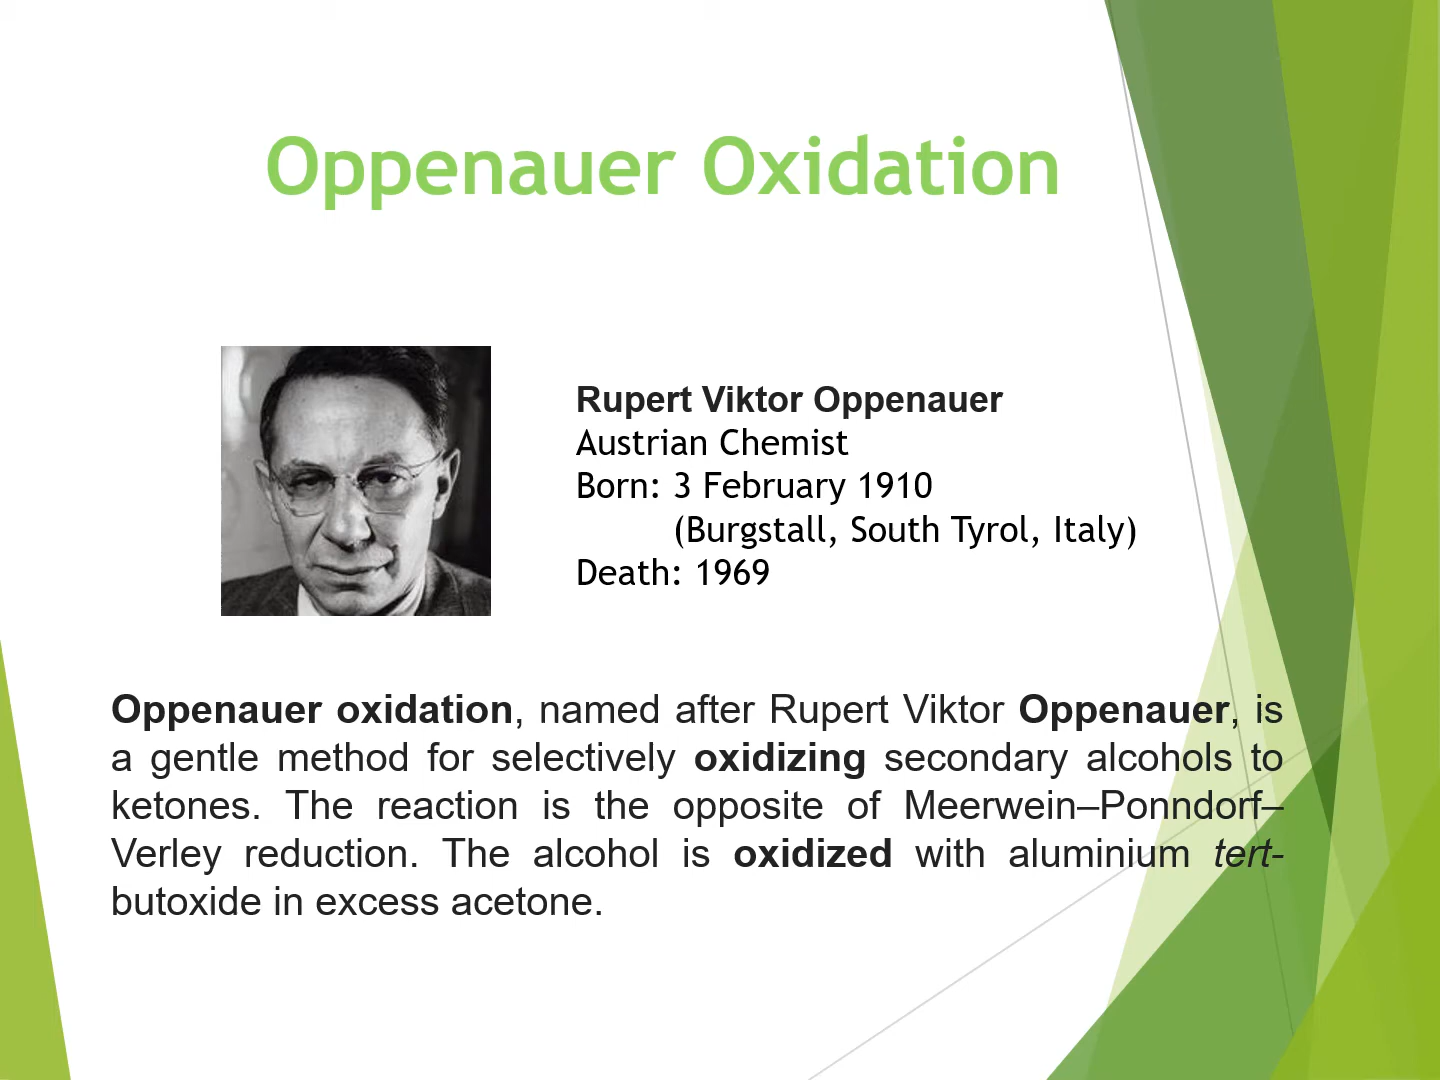 Oppenauer Oxidation
Rupert Viktor Oppenauer
Austrian Chemist
Born: 3 February 1910
(Burgstall, South Tyrol, Italy)
Death: 1969
Oppenauer oxidation, named after Rupert Viktor Oppenauer, is
a gentle method for selectively oxidizing secondary alcohols to
ketones. The reaction is the opposite of Meerwein–Ponndorf–
Verley reduction. The alcohol is oxidized with aluminium tert-
butoxide in excess acetone.